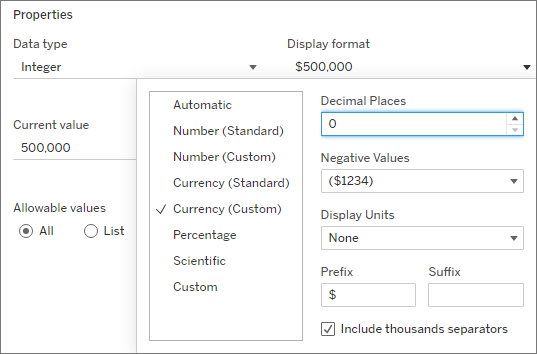 Properties
Data type
Display format
Integer
$500,000
Current value
500,000
Allowable values
All
List
Automatic
Number (Standard)
Number (Custom)
Currency (Standard)
Currency (Custom)
Percentage
Scientific
Custom
Decimal Places
0
Negative Values
($1234)
Display Units
None
Prefix
Suffix
$
Include thousands separators